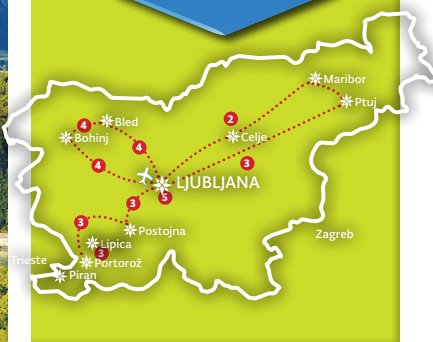 Maribor
Ptuj
2
Bled
4
Celje
Bohinj
4
3
4
LJUBLJANA
5
3
3
Postojna
Zagreb
Lipica
3
Trieste
Portorož
Piran